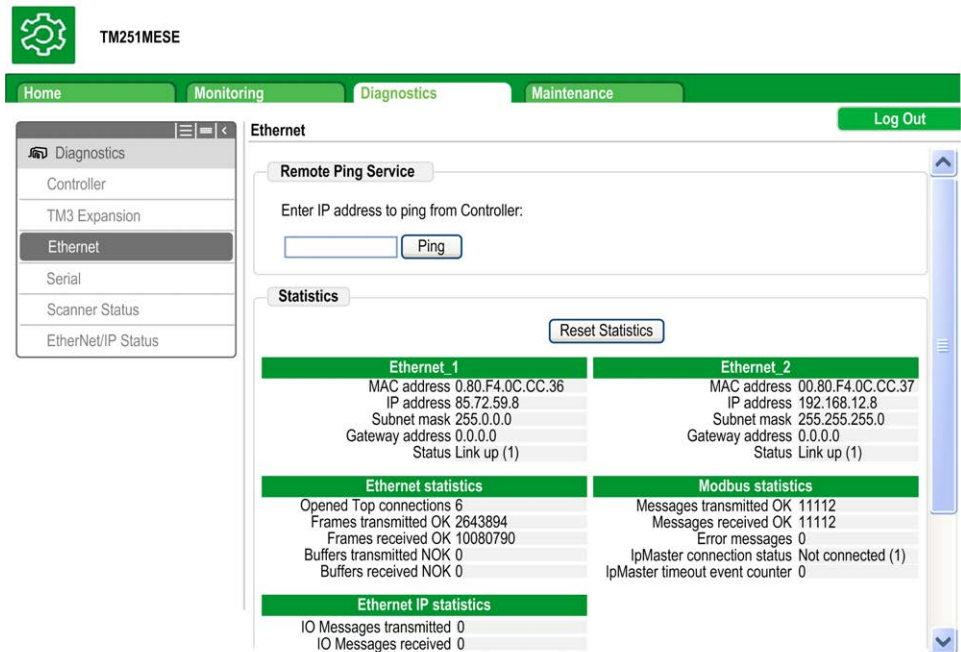 TM251MESE
Home Monitoring Diagnostics Maintenance
Log Out
Diagnostics
Controller
TM3 Expansion
Ethernet
Serial
Scanner Status
EtherNet/IP Status
Ethernet
Remote Ping Service
Enter IP address to ping from Controller:
Ping
Statistics
Reset Statistics
Ethernet_1
MAC address 0.80.F4.0C.CC.36
IP address 85.72.59.8
Subnet mask 255.0.0.0
Gateway address 0.0.0.0
Status Link up (1)
Ethernet_2
MAC address 00.80.F4.0C.CC.37
IP address 192.168.12.8
Subnet mask 255.255.255.0
Gateway address 0.0.0.0
Status Link up (1)
Ethernet statistics
Opened Top connections 6
Frames transmitted OK 2643894
Frames received OK 10080790
Buffers transmitted NOK 0
Buffers received NOK 0
Modbus statistics
Messages transmitted OK 11112
Messages received OK 11112
Error messages 0
IpMaster connection status Not connected (1)
IpMaster timeout event counter 0
Ethernet IP statistics
IO Messages transmitted 0
IO Messages received 0